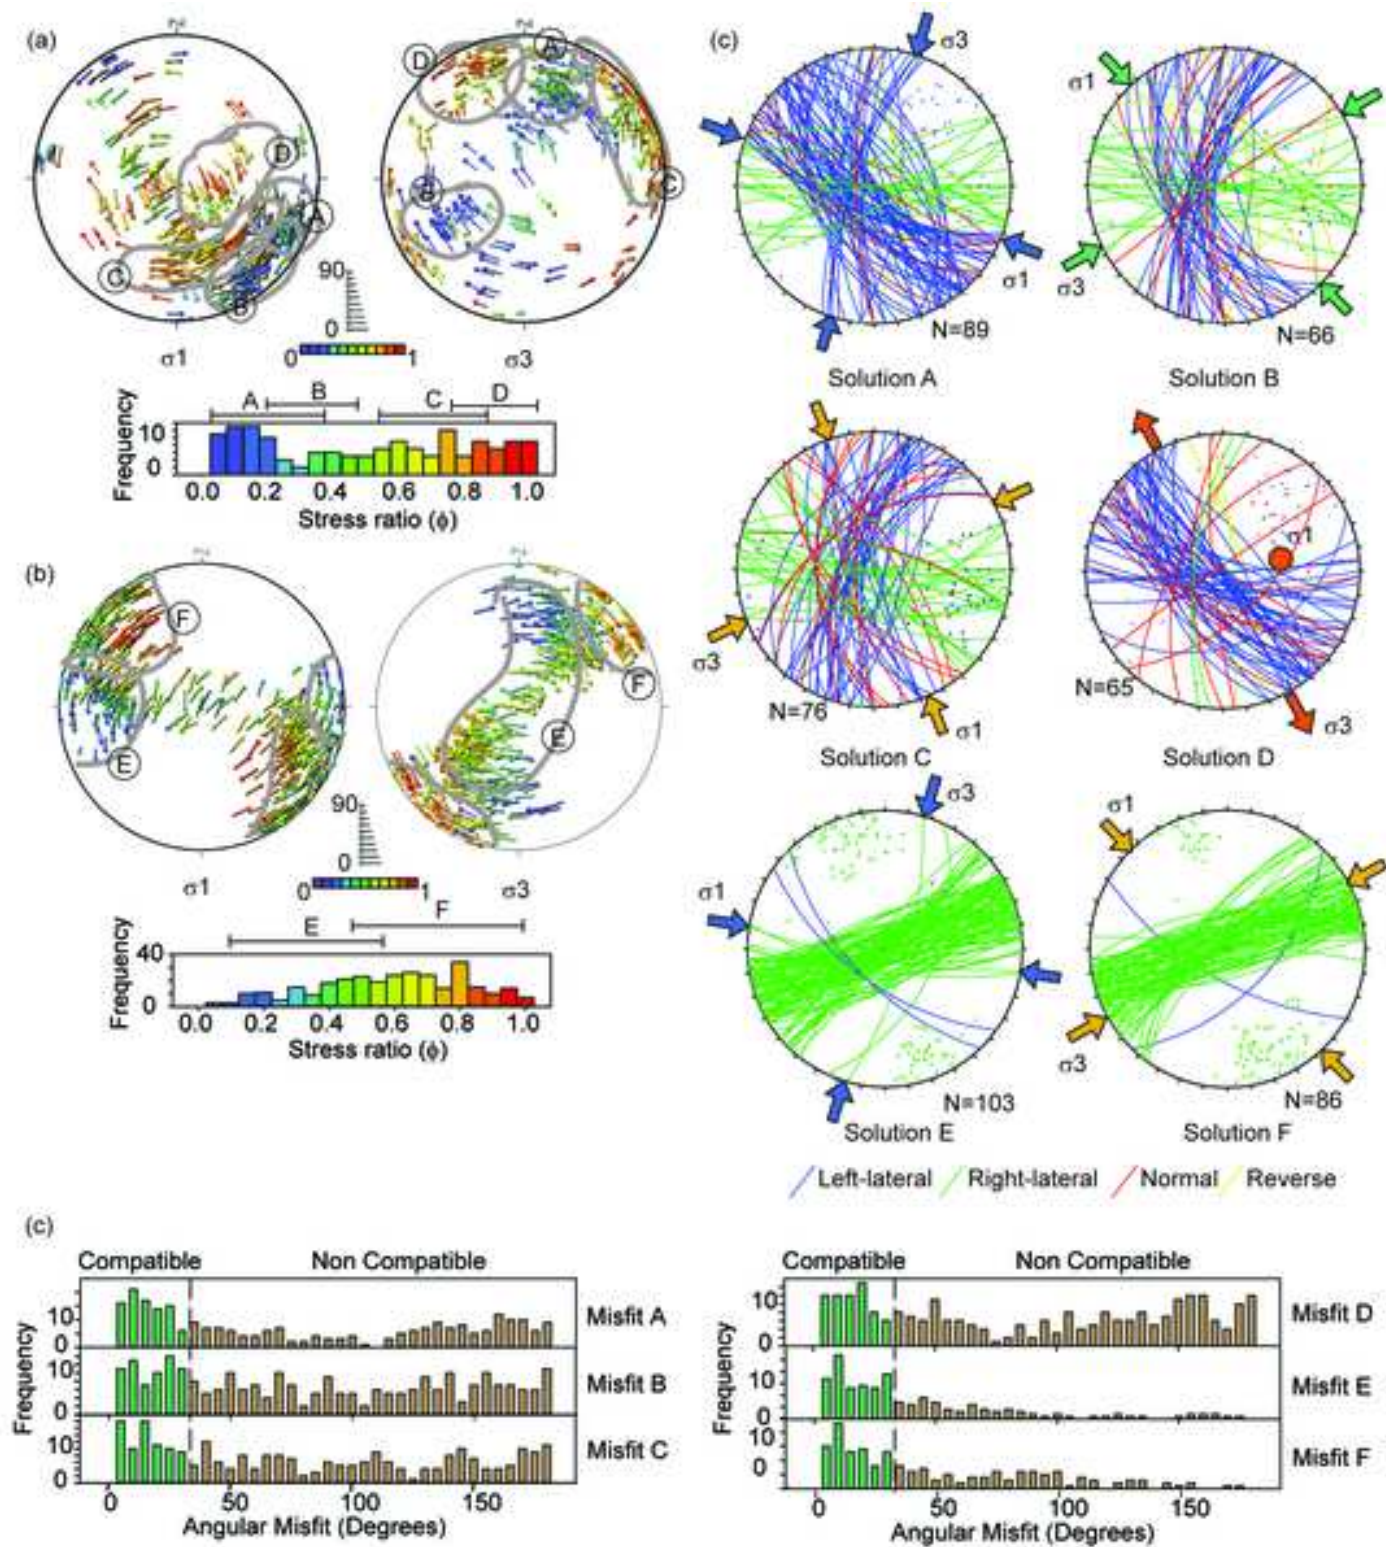 (a)
D
A
C
B
90
0
σ1
0
1
D
A
C
σ3
A
B
C
D
Frequency
10
0
0.0 0.2 0.4 0.6 0.8 1.0
Stress ratio (ϕ)
(b)
F
E
90
0
σ1
0
1
F
E
σ3
E
F
Frequency
40
0
0.0 0.2 0.4 0.6 0.8 1.0
Stress ratio (ϕ)
(c)
σ3
σ1
N=89
Solution A
σ1
σ3
N=66
Solution B
σ3
N=76
σ1
Solution C
σ1
N=65
σ3
Solution D
σ3
σ1
N=103
Solution E
σ1
σ3
N=86
Solution F
Left-lateral Right-lateral Normal Reverse
(c)
Compatible Non Compatible
Frequency
10
0
Misfit A
10
0
Misfit B
10
0
Misfit C
0 50 100 150
Angular Misfit (Degrees)
Compatible Non Compatible
Frequency
10
0
Misfit D
10
0
Misfit E
10
0
Misfit F
0 50 100 150
Angular Misfit (Degrees)